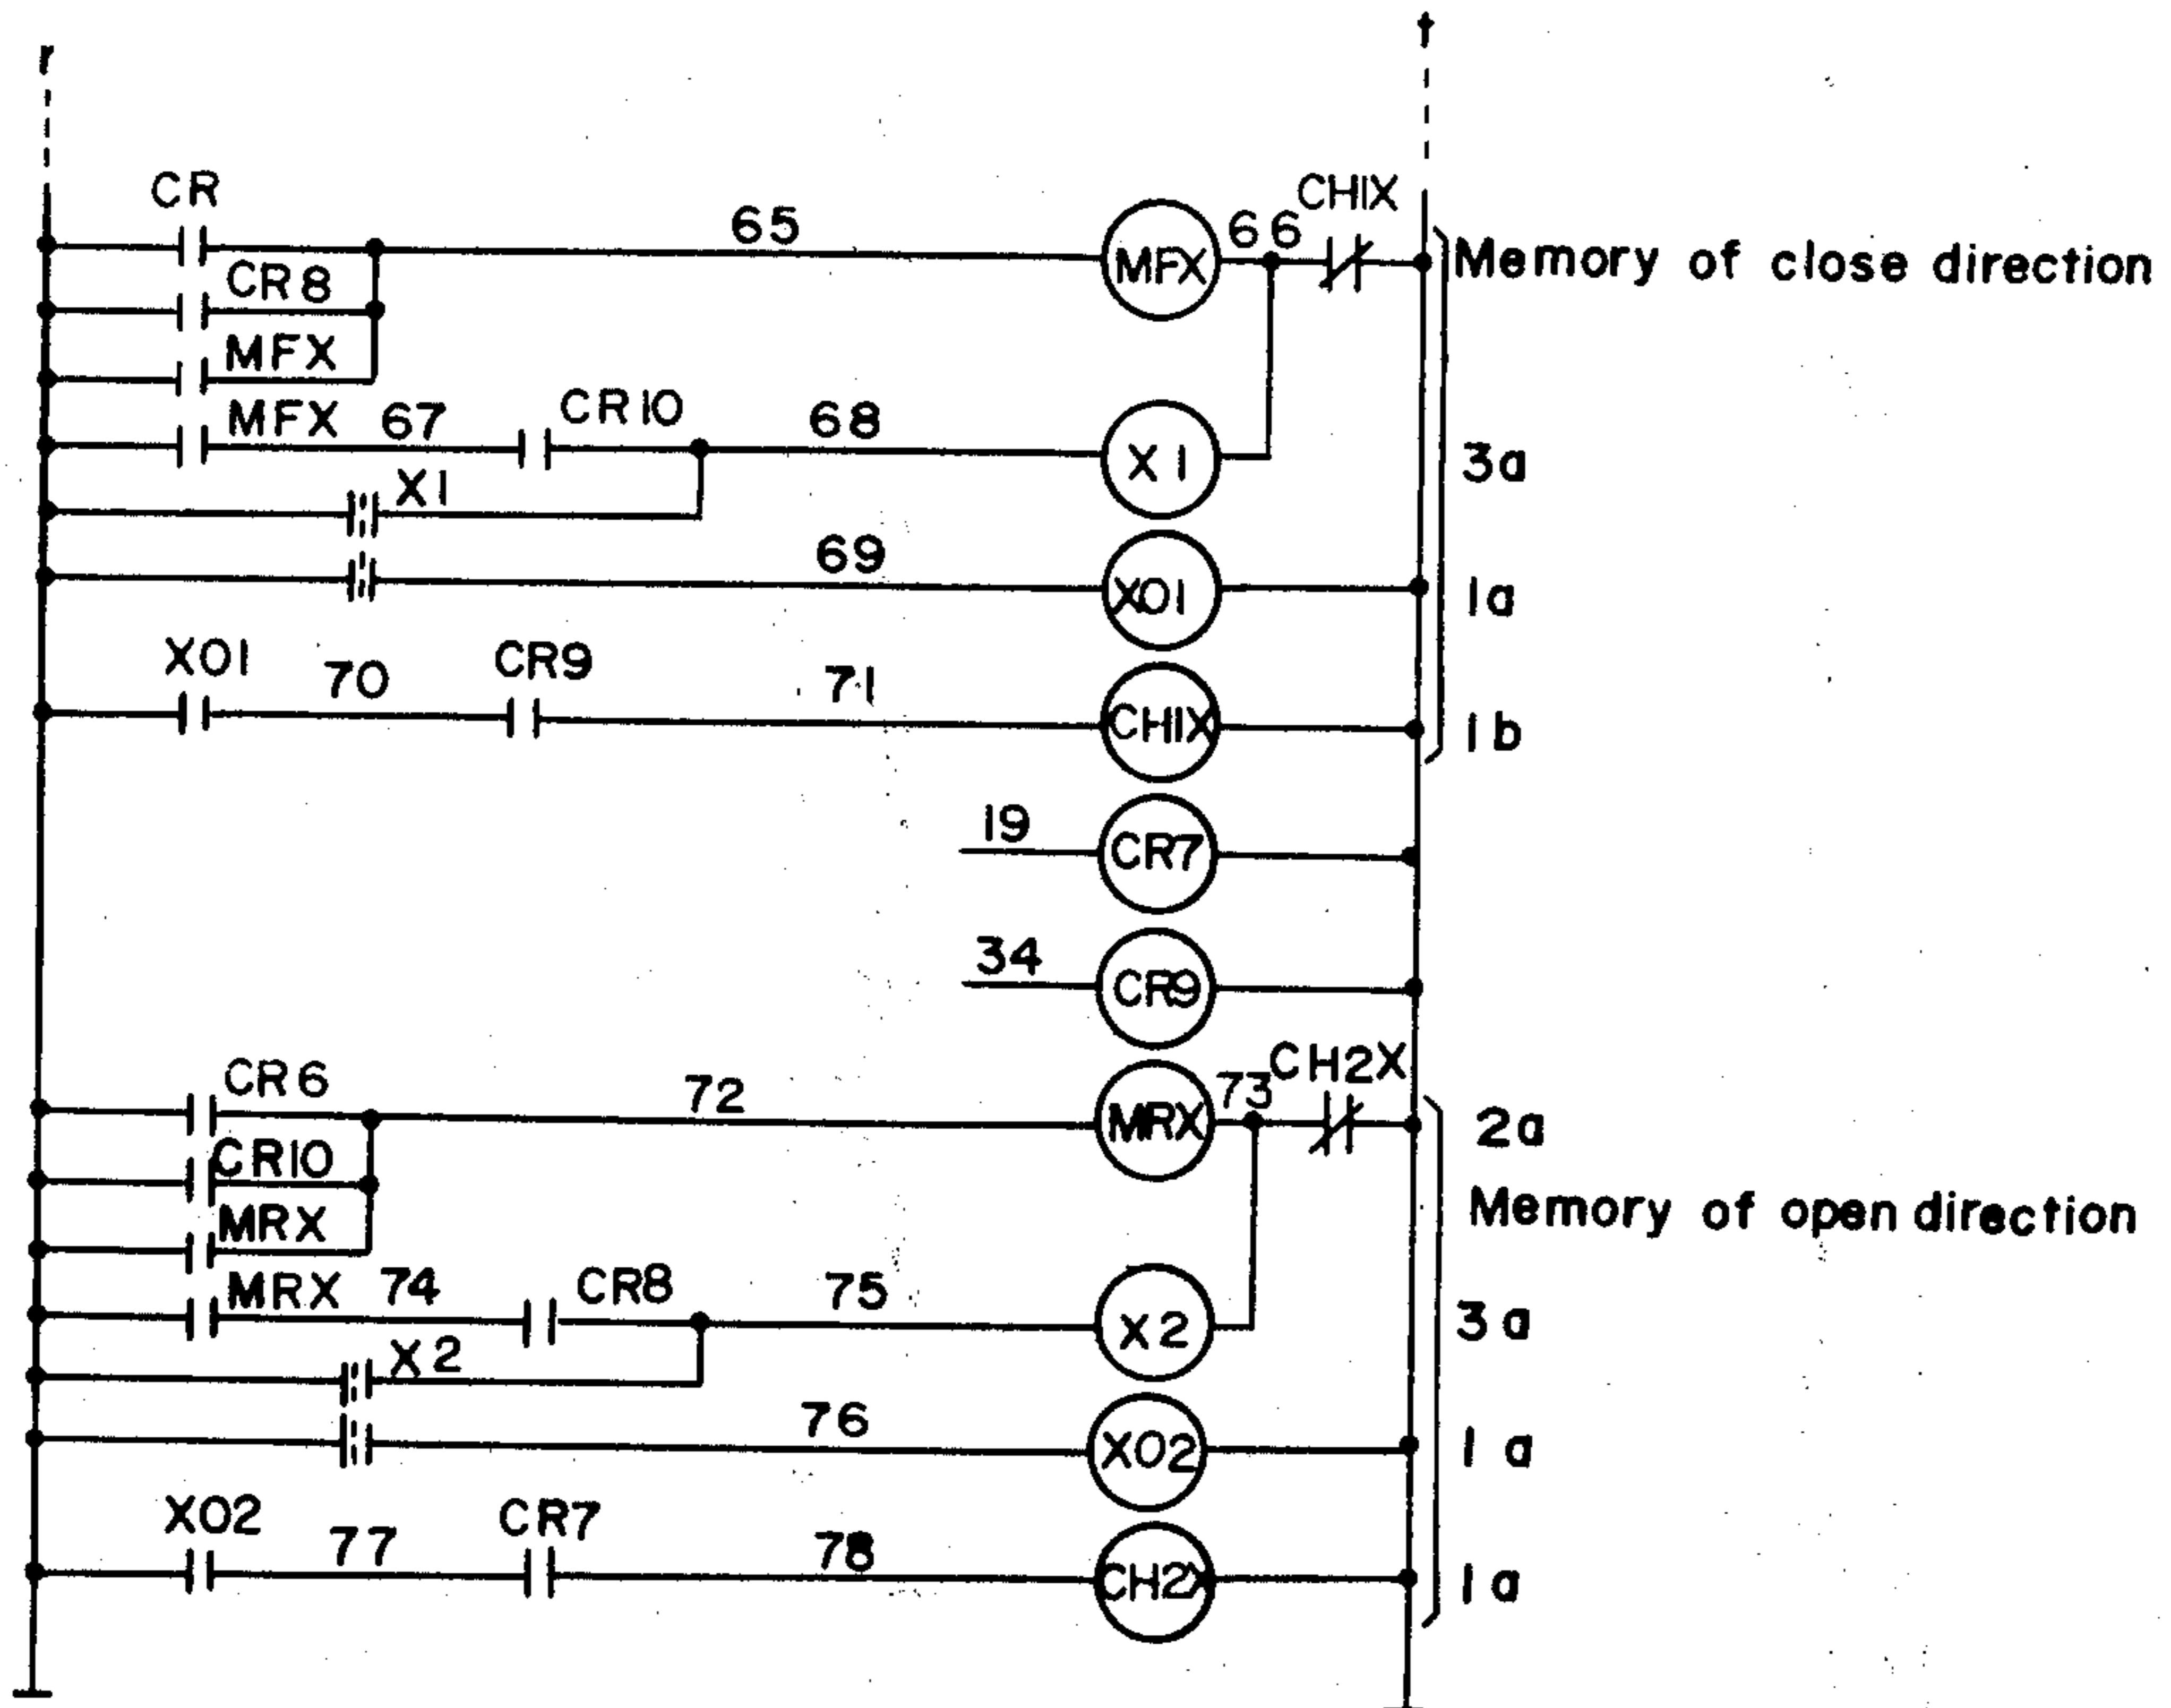 CR
65
MFX
66
CH1X
Memory of close direction
CR8
MFX
MFX
67
CR10
68
X1
3a
X1
69
X01
1a
X01
70
CR9
71
CH1X
1b
19
CR7
34
CR9
CR6
72
MRX
73
CH2X
2a
CR10
MRX
Memory of open direction
MRX
74
CR8
75
X2
3a
X2
76
X02
1a
X02
77
CR7
78
CH2X
1a